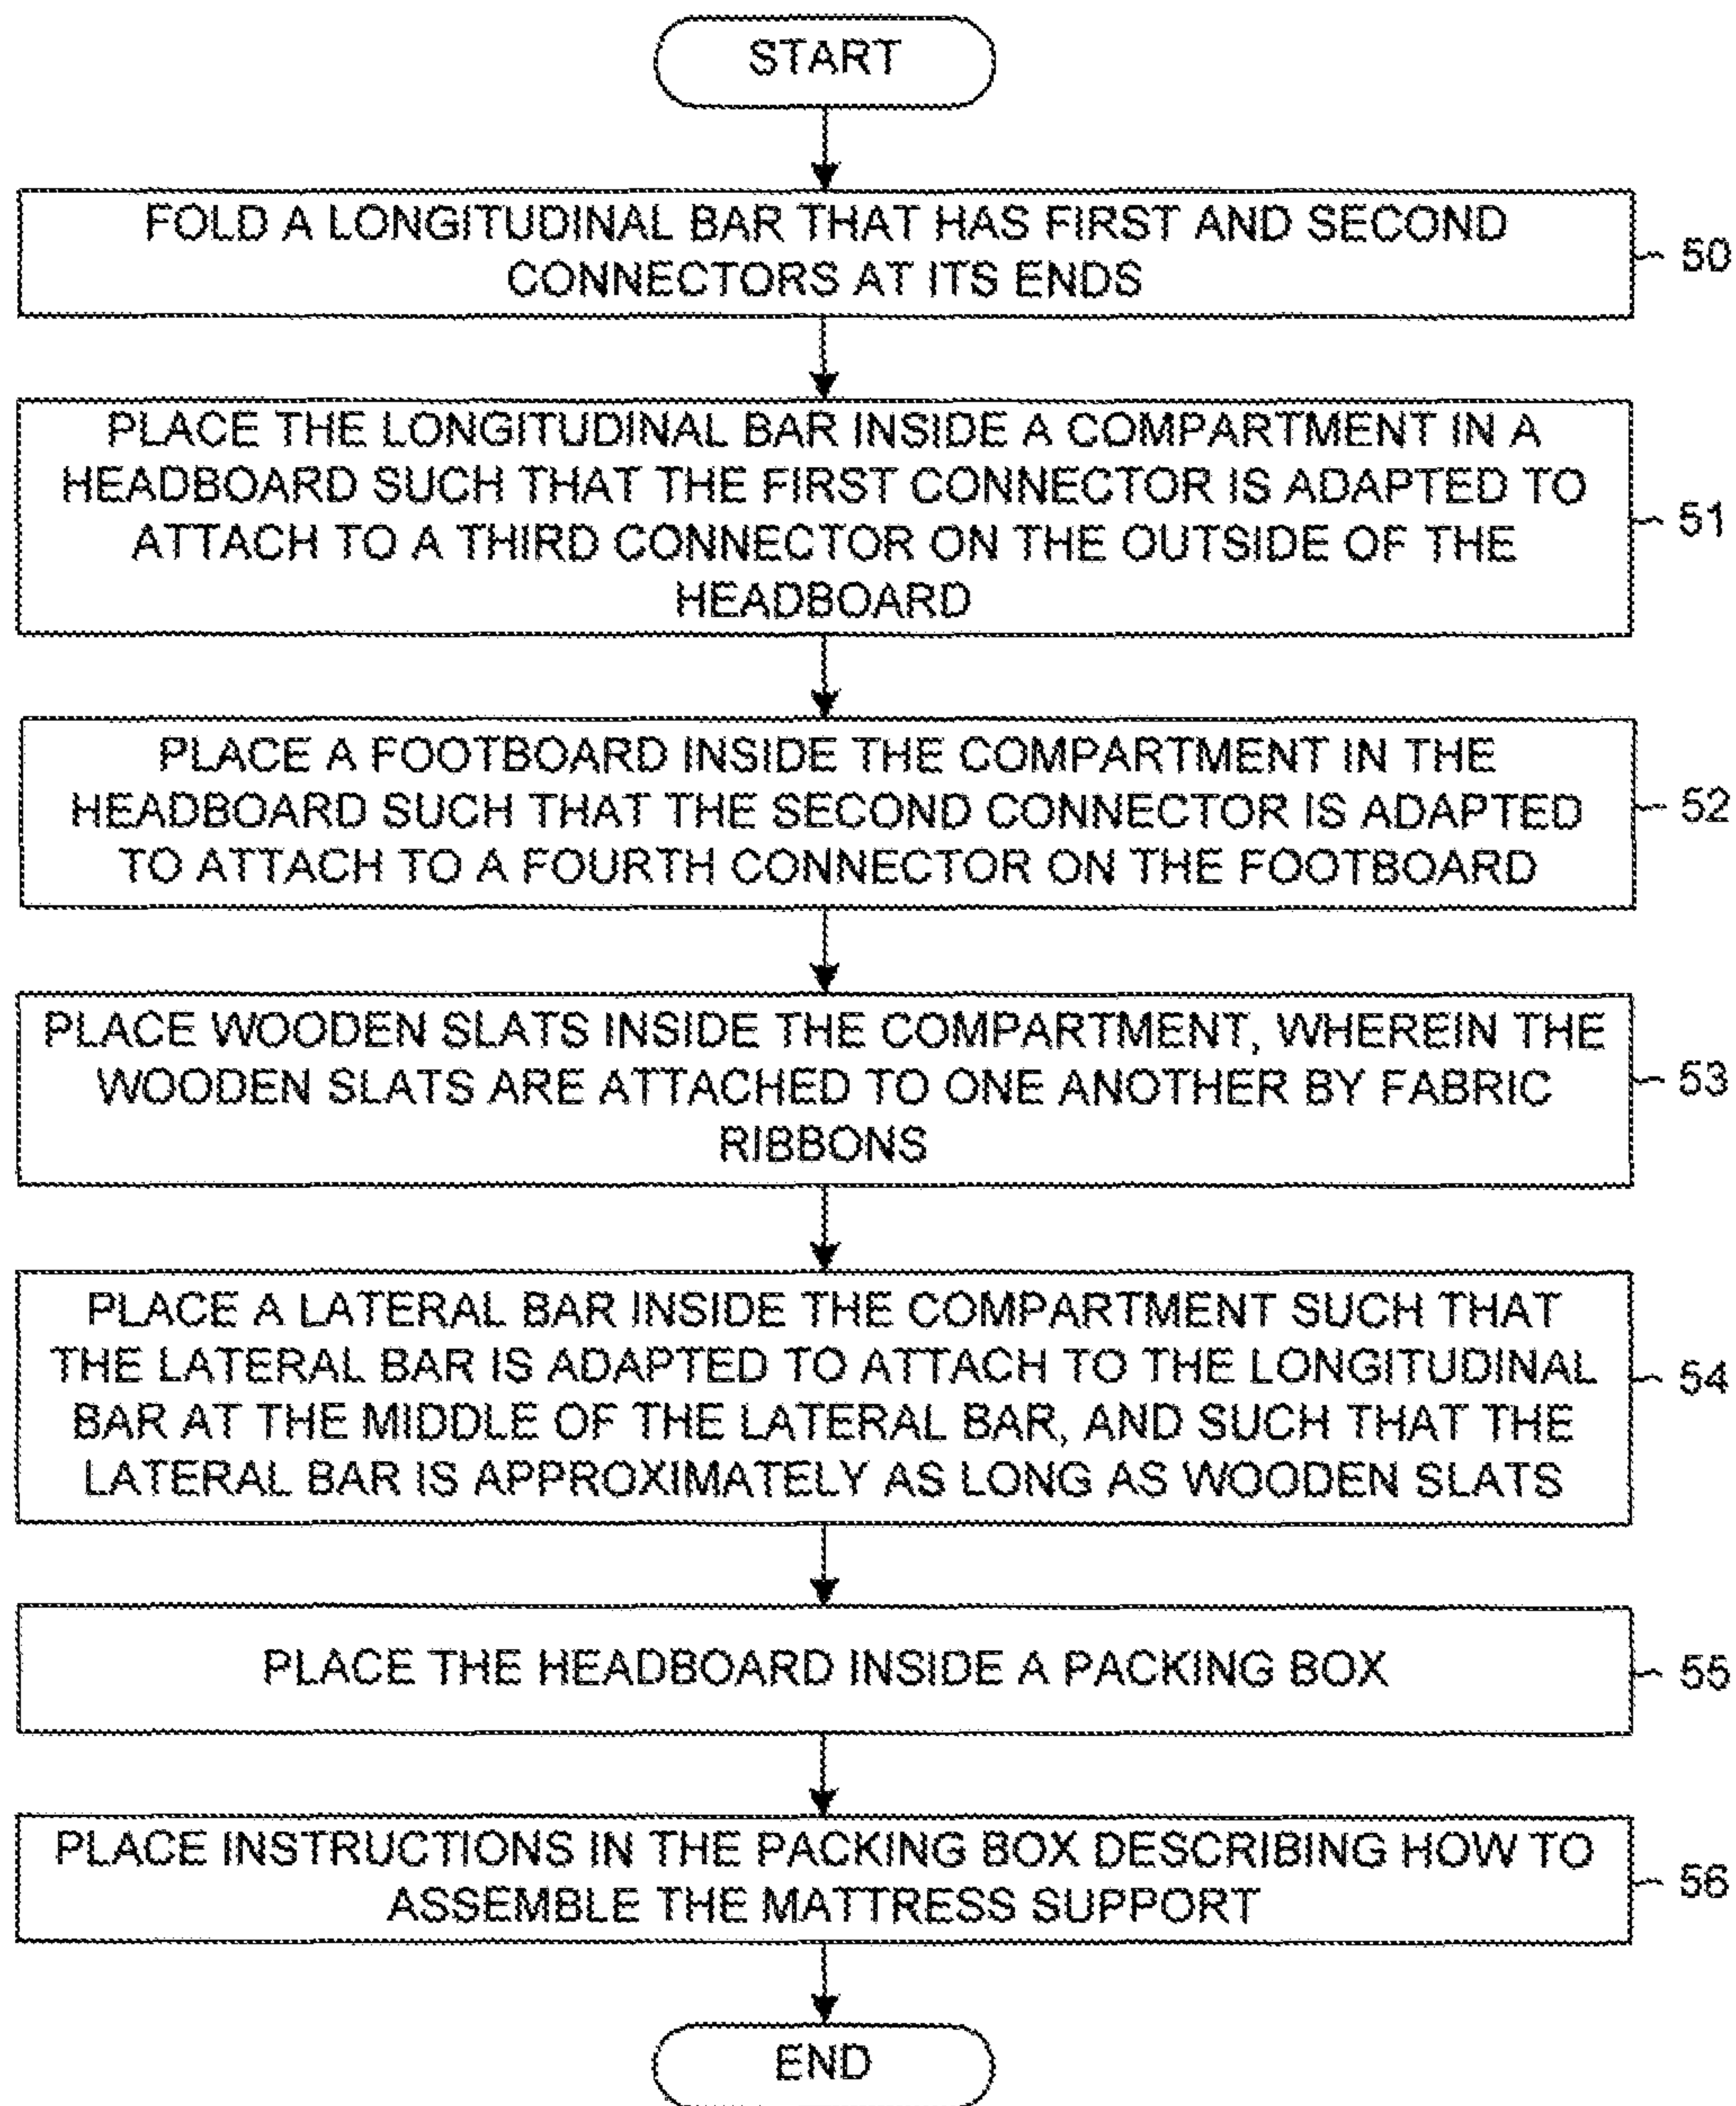 START
FOLD A LONGITUDINAL BAR THAT HAS FIRST AND SECOND
CONNECTORS AT ITS ENDS
50
PLACE THE LONGITUDINAL BAR INSIDE A COMPARTMENT IN A
HEADBOARD SUCH THAT THE FIRST CONNECTOR IS ADAPTED TO
ATTACH TO A THIRD CONNECTOR ON THE OUTSIDE OF THE
HEADBOARD
51
PLACE A FOOTBOARD INSIDE THE COMPARTMENT IN THE
HEADBOARD SUCH THAT THE SECOND CONNECTOR IS ADAPTED
TO ATTACH TO A FOURTH CONNECTOR ON THE FOOTBOARD
52
PLACE WOODEN SLATS INSIDE THE COMPARTMENT, WHEREIN THE
WOODEN SLATS ARE ATTACHED TO ONE ANOTHER BY FABRIC
RIBBONS
53
PLACE A LATERAL BAR INSIDE THE COMPARTMENT SUCH THAT
THE LATERAL BAR IS ADAPTED TO ATTACH TO THE LONGITUDINAL
BAR AT THE MIDDLE OF THE LATERAL BAR, AND SUCH THAT THE
LATERAL BAR IS APPROXIMATELY AS LONG AS WOODEN SLATS
54
PLACE THE HEADBOARD INSIDE A PACKING BOX
55
PLACE INSTRUCTIONS IN THE PACKING BOX DESCRIBING HOW TO
ASSEMBLE THE MATTRESS SUPPORT
56
END